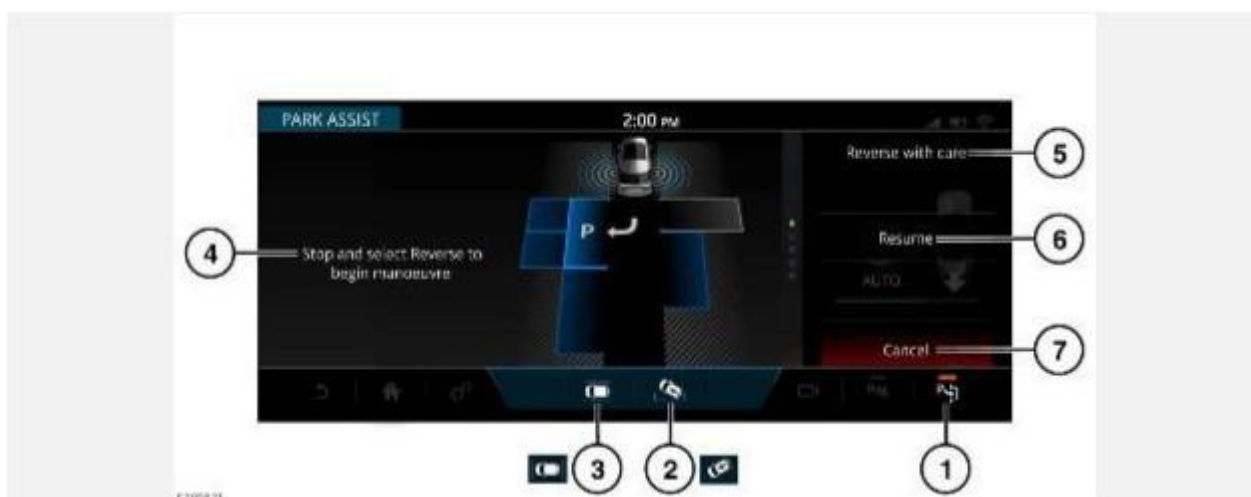 PARK ASSIST
2:00 PM
Reverse with care
5
4
Stop and select Reverse to
begin manoeuvre
P
Resume
6
AUTO
Cancel
7
3
2
1